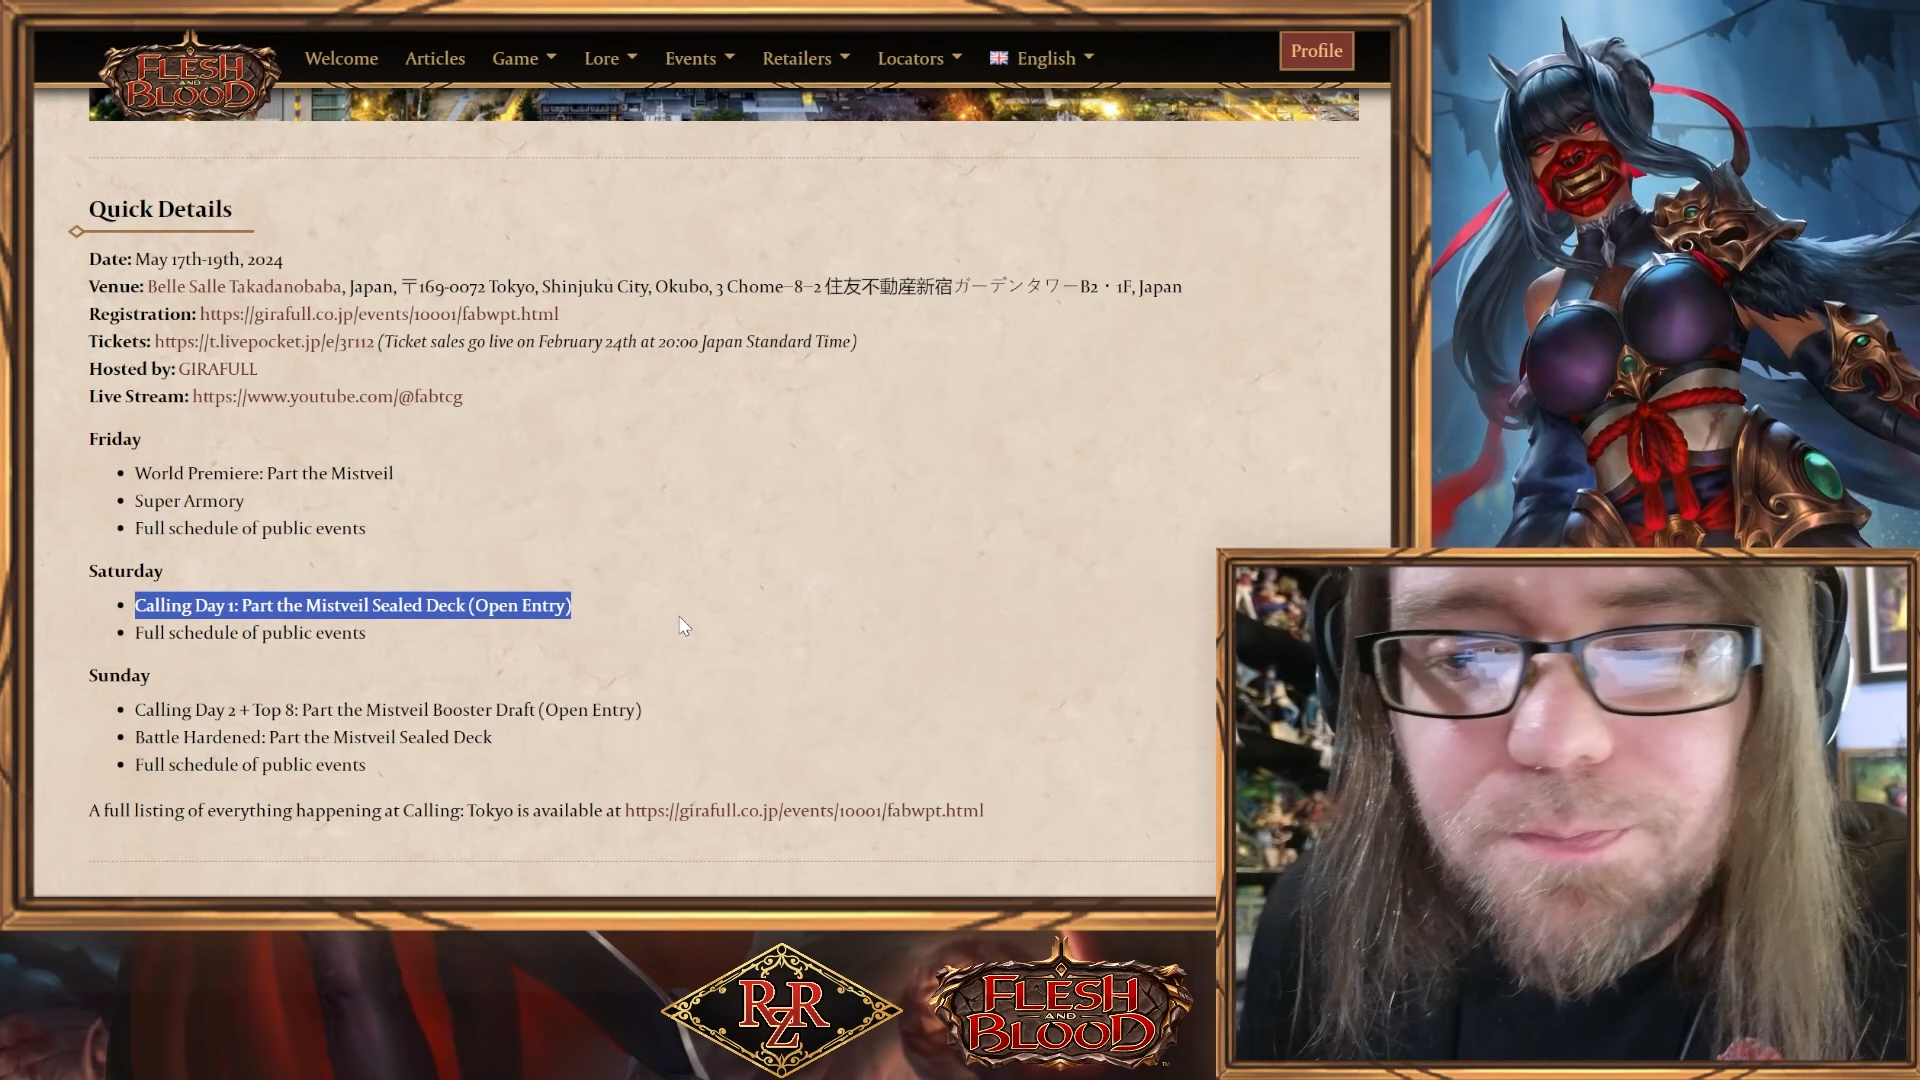 FLESH AND BLOOD
Welcome
Articles
Game
Lore
Events
Retailers
Locators
English
Profile
Quick Details
Date: May 17th-19th, 2024
Venue: Belle Salle Takadanobaba, Japan, 〒169-0072 Tokyo, Shinjuku City, Okubo, 3 Chome−8−2 住友不動産新宿ガーデンタワーB2・1F, Japan
Registration: https://girafull.co.jp/events/10001/fabwpt.html
Tickets: https://t.livepocket.jp/e/3r112 (Ticket sales go live on February 24th at 20:00 Japan Standard Time)
Hosted by: GIRAFULL
Live Stream: https://www.youtube.com/@fabtcg
Friday
• World Premiere: Part the Mistveil
• Super Armory
• Full schedule of public events
Saturday
• Calling Day 1: Part the Mistveil Sealed Deck (Open Entry)
• Full schedule of public events
Sunday
• Calling Day 2 + Top 8: Part the Mistveil Booster Draft (Open Entry)
• Battle Hardened: Part the Mistveil Sealed Deck
• Full schedule of public events
A full listing of everything happening at Calling: Tokyo is available at https://girafull.co.jp/events/10001/fabwpt.html
RZR
FLESH AND BLOOD